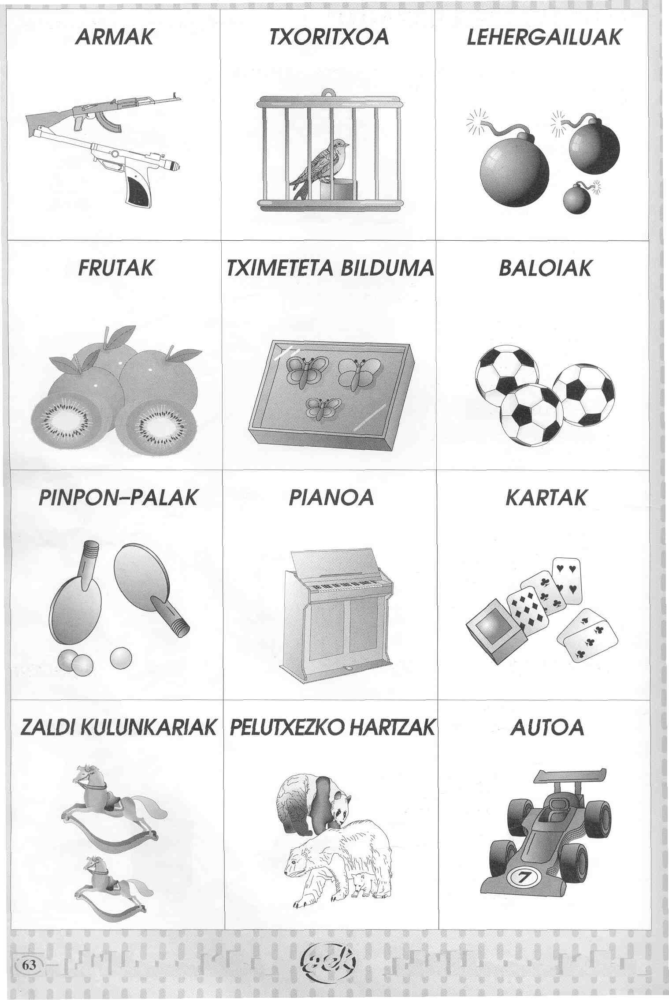 ARMAK
TXORITXOA
LEHERGAILUAK
FRUTAK
TXIMETETA BILDUMA
BALOIAK
PINPON–PALAK
PIANOA
KARTAK
ZALDI KULUNKARIAK
PELUTXEZKO HARTZAK
AUTOA
7
63
aek